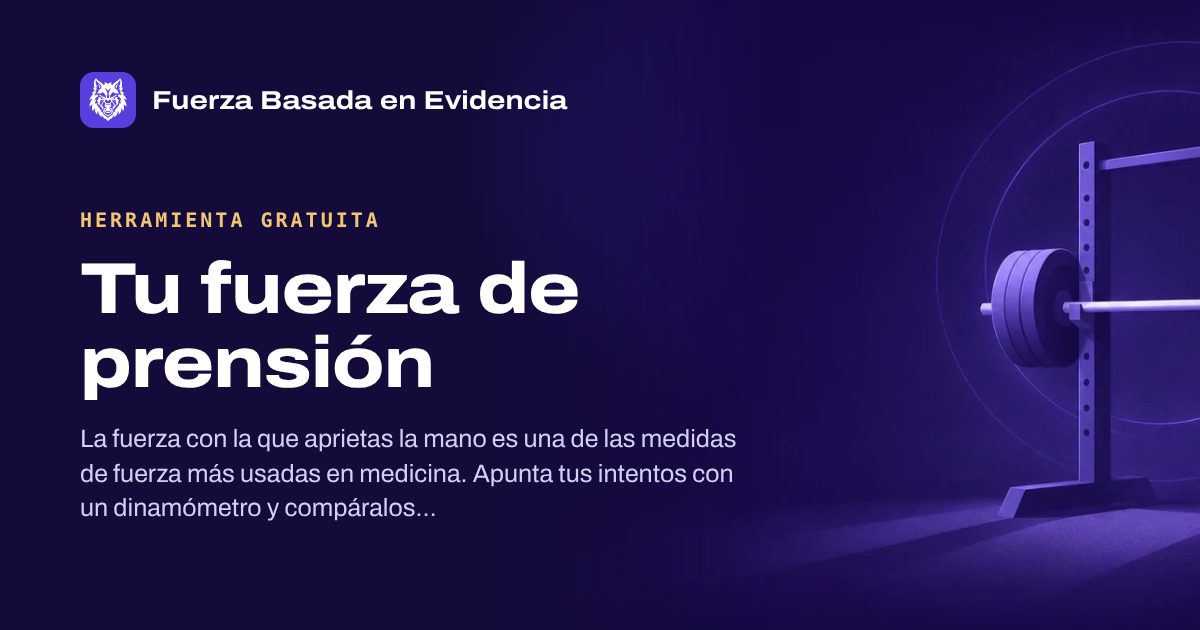 Fuerza Basada en Evidencia
HERRAMIENTA GRATUITA
Tu fuerza de
prensión
La fuerza con la que aprietas la mano es una de las medidas
de fuerza más usadas en medicina. Apunta tus intentos con
un dinamómetro y compáralos...